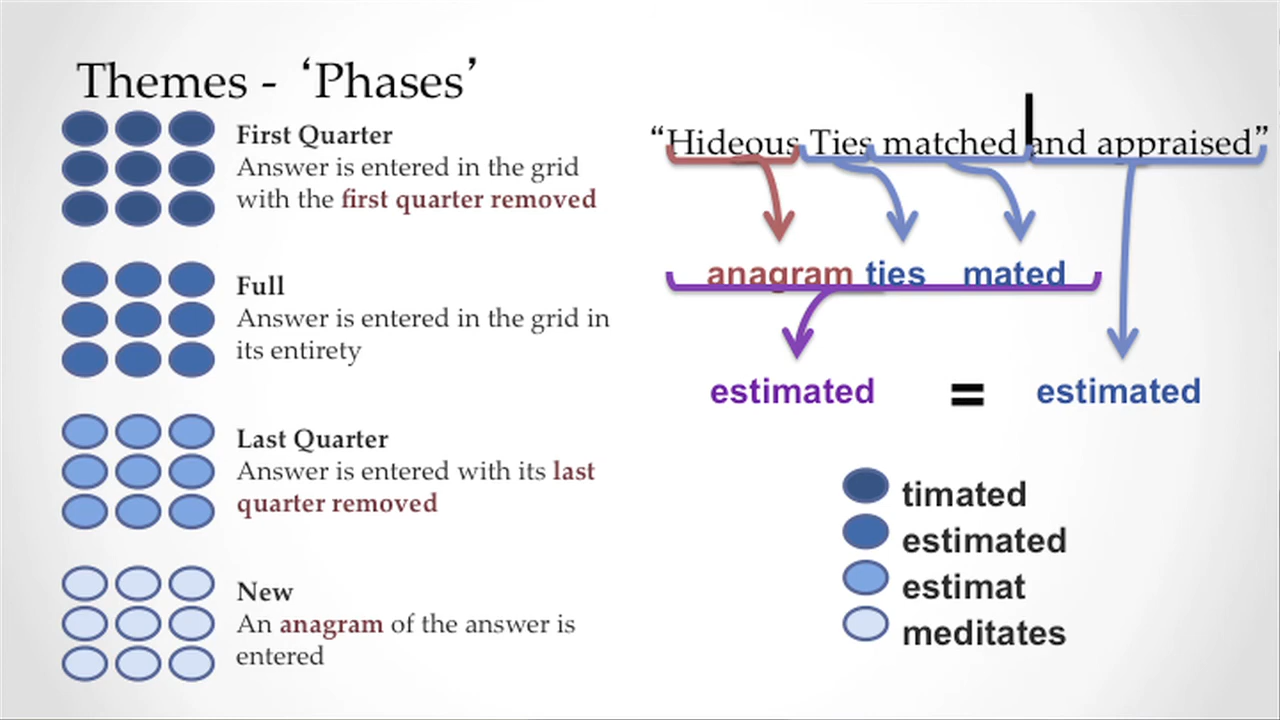 Themes - ‘Phases’
First Quarter
Answer is entered in the grid
with the first quarter removed
Full
Answer is entered in the grid in
its entirety
Last Quarter
Answer is entered with its last
quarter removed
New
An anagram of the answer is
entered
“Hideous Ties matched and appraised”
anagram ties mated
estimated = estimated
timated
estimated
estimat
meditates